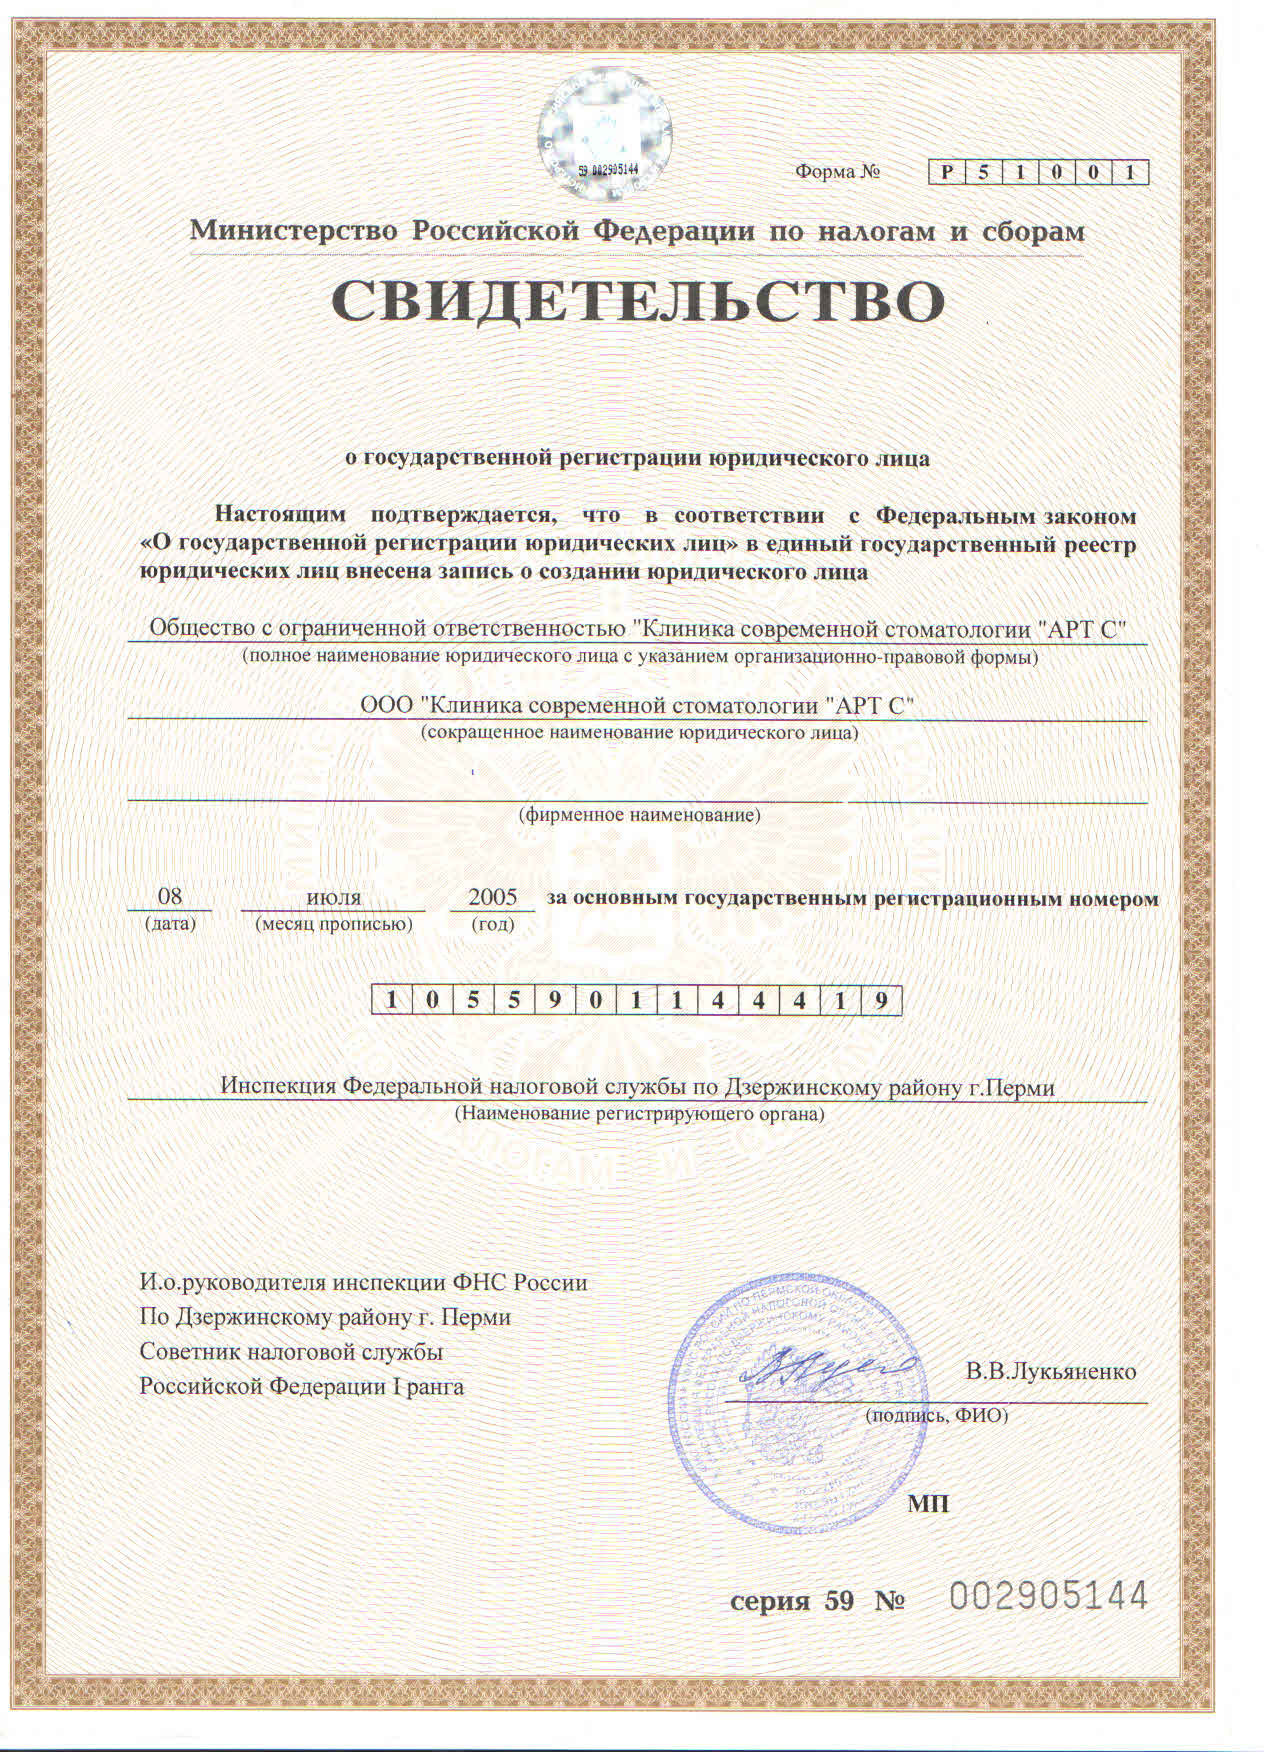 59 002905144
Форма № Р 5 1 0 0 1
Министерство Российской Федерации по налогам и сборам
СВИДЕТЕЛЬСТВО
о государственной регистрации юридического лица
Настоящим подтверждается, что в соответствии с Федеральным законом
«О государственной регистрации юридических лиц» в единый государственный реестр
юридических лиц внесена запись о создании юридического лица
Общество с ограниченной ответственностью "Клиника современной стоматологии "АРТ С"
(полное наименование юридического лица с указанием организационно-правовой формы)
ООО "Клиника современной стоматологии "АРТ С"
(сокращенное наименование юридического лица)
(фирменное наименование)
08 июля 2005 за основным государственным регистрационным номером
(дата) (месяц прописью) (год)
1 0 5 5 9 0 1 1 4 4 4 1 9
Инспекция Федеральной налоговой службы по Дзержинскому району г.Перми
(Наименование регистрирующего органа)
И.о.руководителя инспекции ФНС России
По Дзержинскому району г. Перми
Советник налоговой службы
Российской Федерации I ранга
В.В.Лукьяненко
(подпись, ФИО)
МП
серия 59 № 002905144